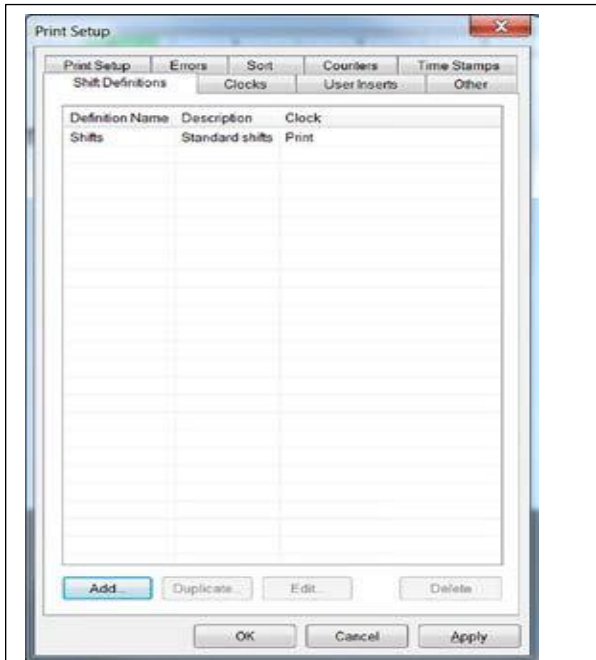 Print Setup
Print Setup Errors Sort Counters Time Stamps
Shift Definitions Clocks User Inserts Other
Definition Name Description Clock
Shifts Standard shifts Print
Add... Duplicate... Edit... Delete
OK Cancel Apply